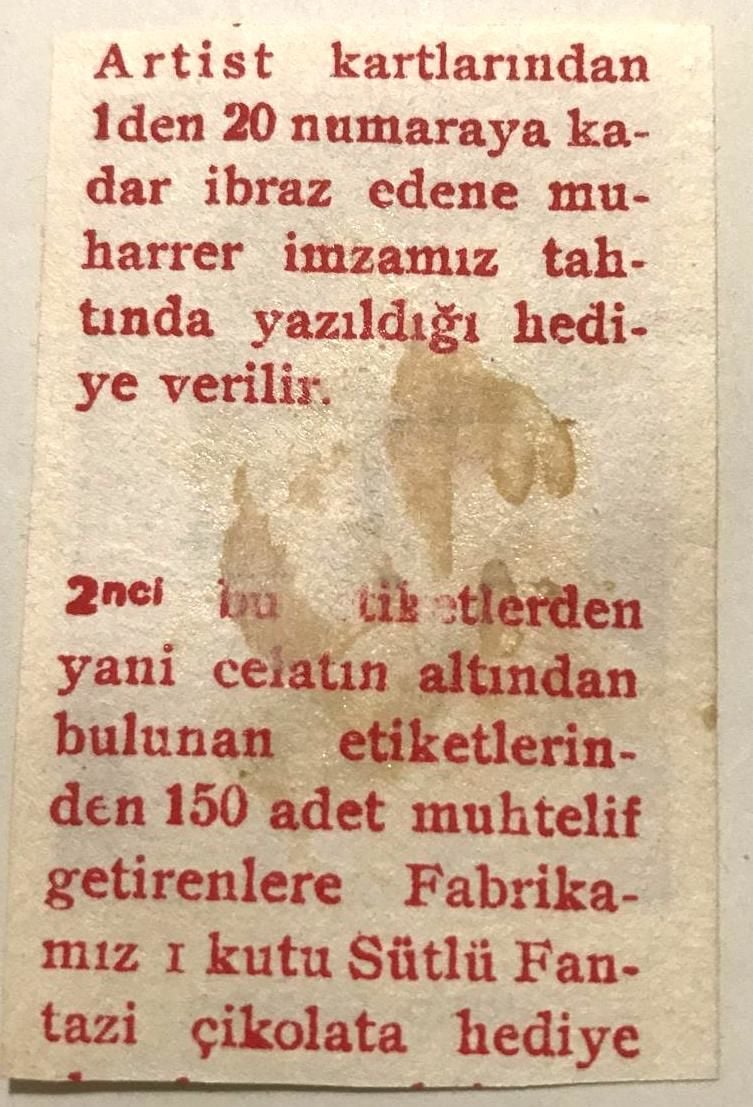 Artist kartlarından
1den 20 numaraya ka-
dar ibraz edene mu-
harrer imzamız tah-
tında yazıldığı hedi-
ye verilir.
2nci bu etiketlerden
yani celatın altından
bulunan etiketlerin-
den 150 adet muhtelif
getirenlere Fabrika-
mız 1 kutu Sütlü Fan-
tazi çikolata hediye